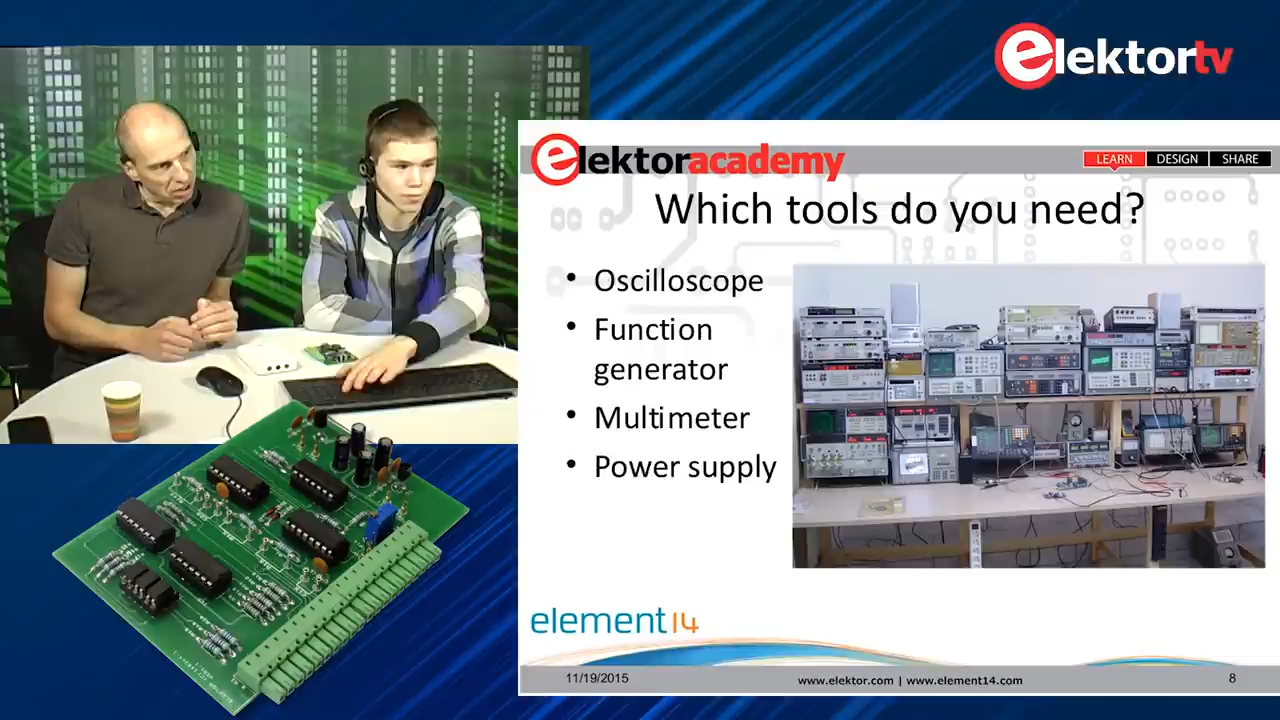 elektortv
elektoracademy
LEARN
DESIGN
SHARE
Which tools do you need?
• Oscilloscope
• Function
generator
• Multimeter
• Power supply
element14
11/19/2015
www.elektor.com | www.element14.com
8